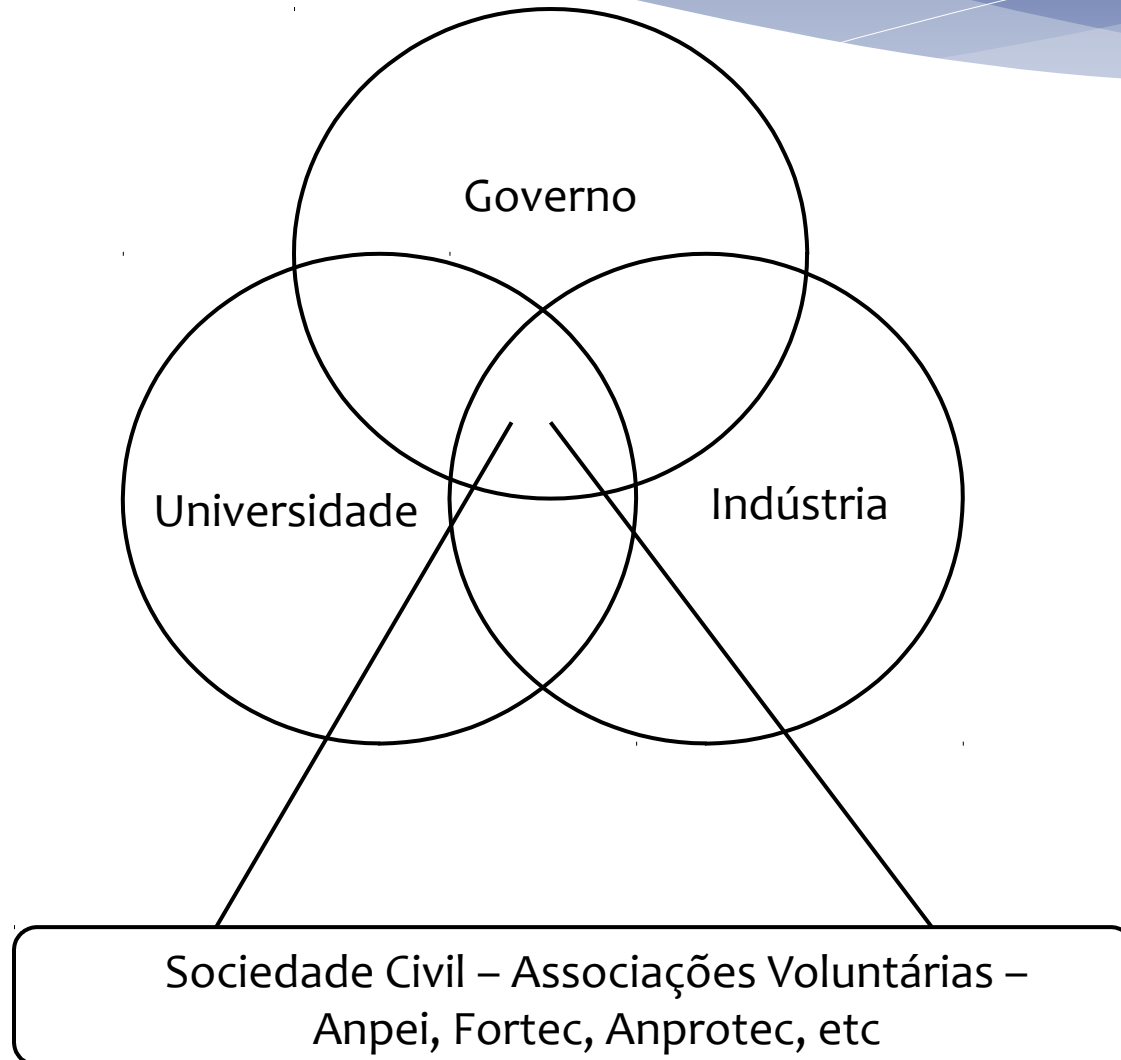 Governo
Universidade
Indústria
Sociedade Civil – Associações Voluntárias –
Anpei, Fortec, Anprotec, etc